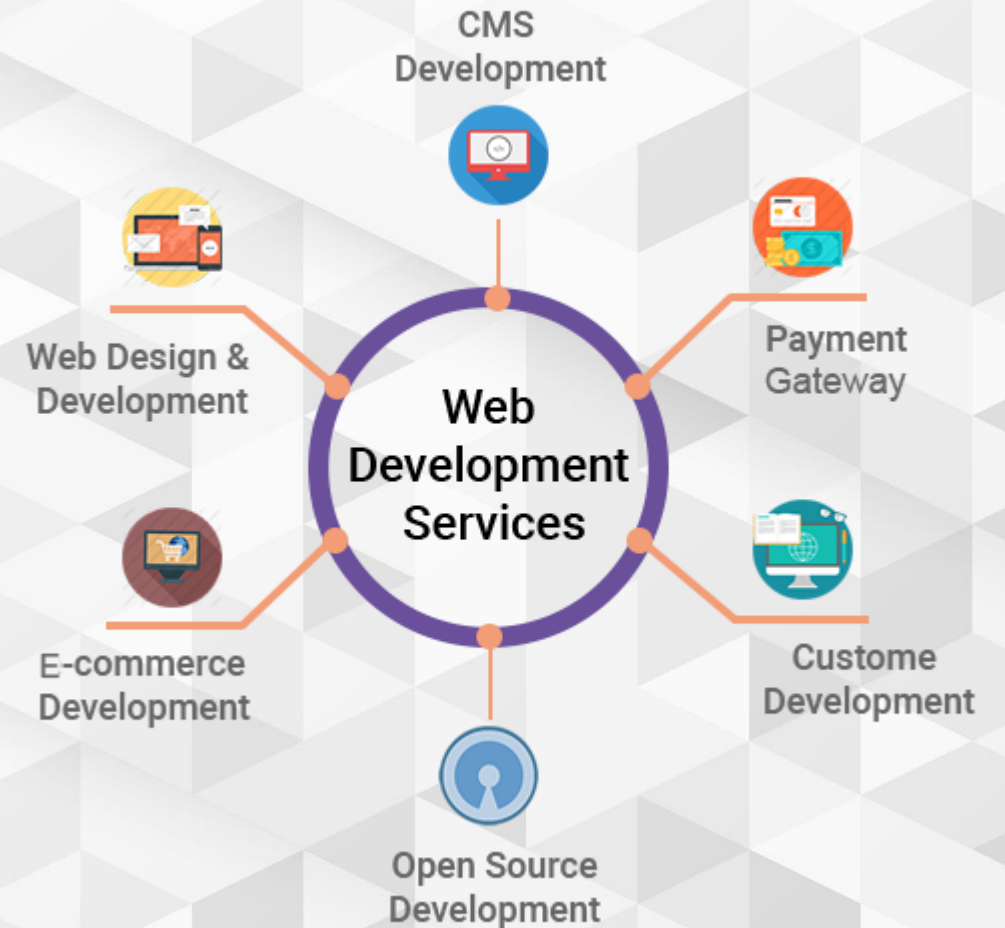 CMS
Development
Web Design &
Development
Payment
Gateway
Web
Development
Services
E-commerce
Development
Custome
Development
Open Source
Development